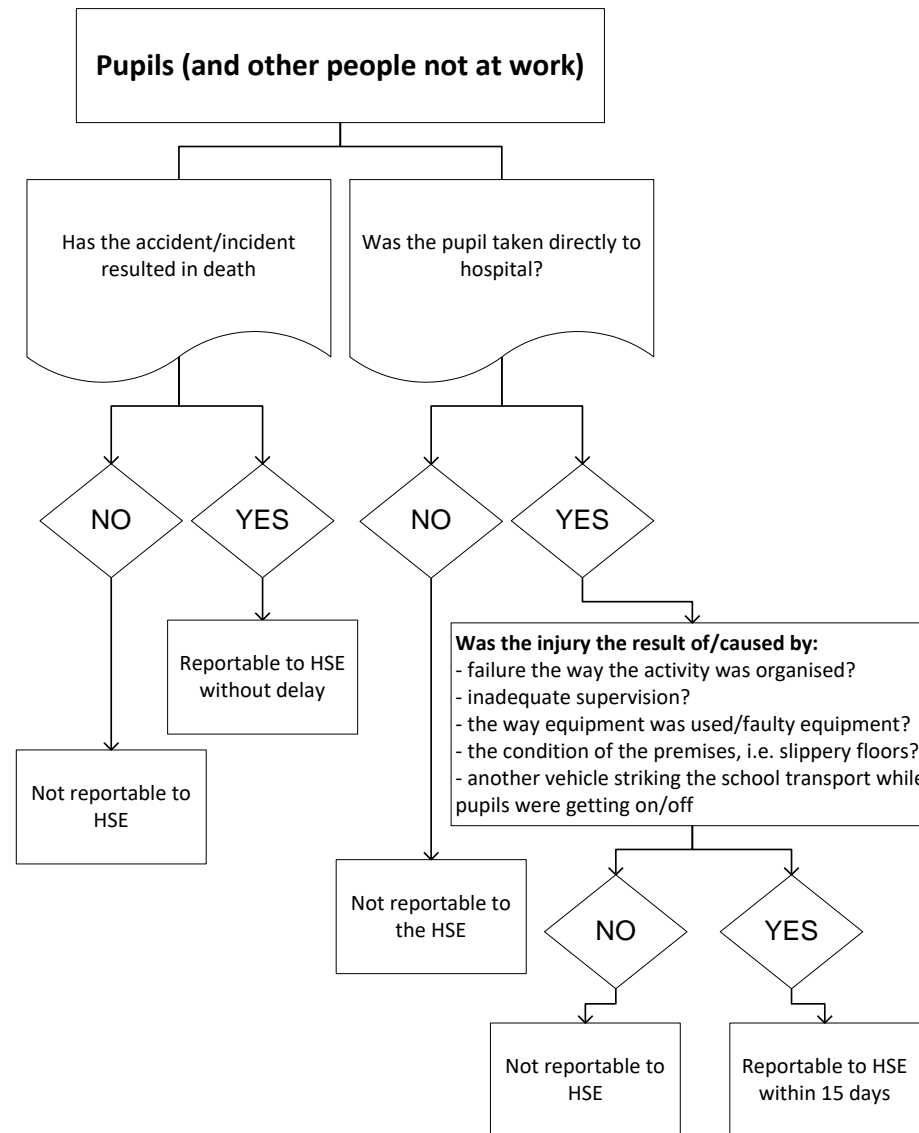 Pupils (and other people not at work)
Has the accident/incident
resulted in death
Was the pupil taken directly to
hospital?
NO
YES
NO
YES
Reportable to HSE
without delay
Not reportable to
HSE
Was the injury the result of/caused by:
- failure the way the activity was organised?
- inadequate supervision?
- the way equipment was used/faulty equipment?
- the condition of the premises, i.e. slippery floors?
- another vehicle striking the school transport while
pupils were getting on/off
Not reportable to
the HSE
NO
YES
Not reportable to
HSE
Reportable to HSE
within 15 days